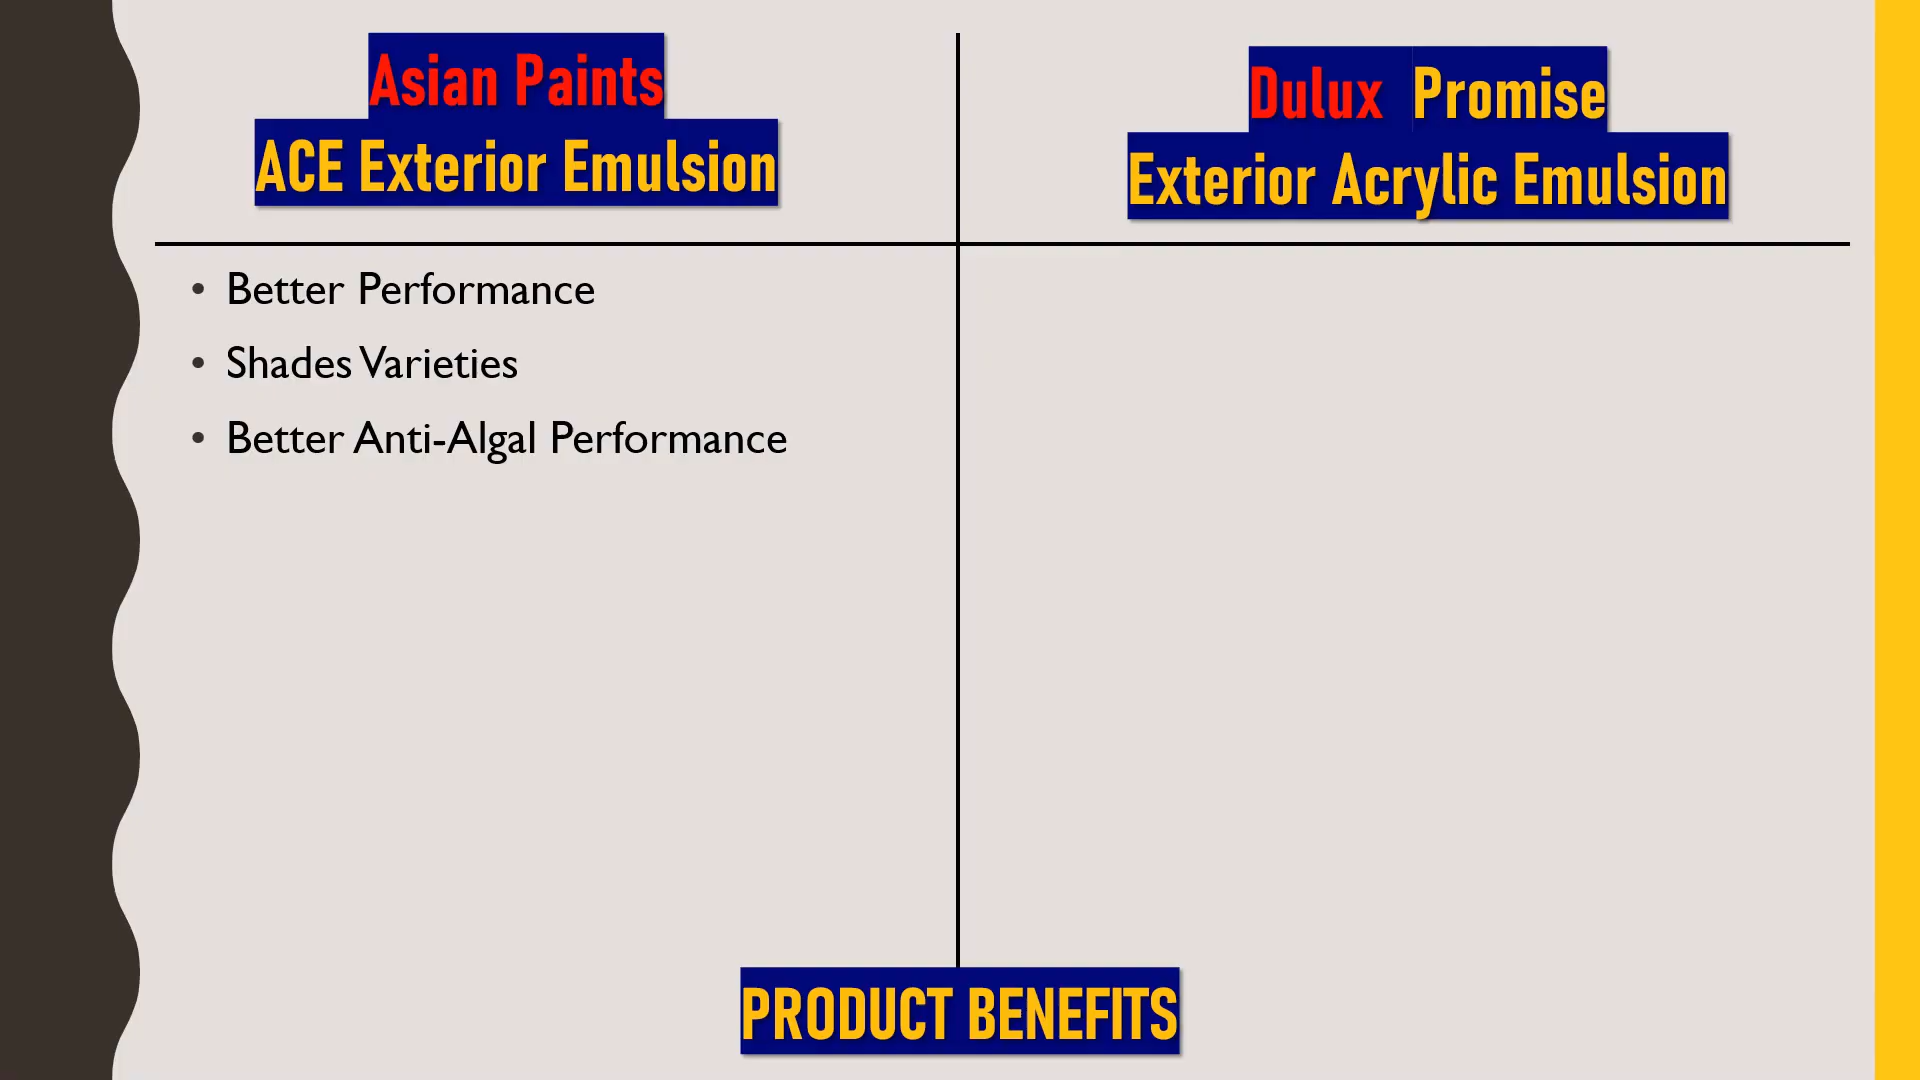 Asian Paints
ACE Exterior Emulsion
Dulux Promise
Exterior Acrylic Emulsion
• Better Performance
• Shades Varieties
• Better Anti-Algal Performance
PRODUCT BENEFITS